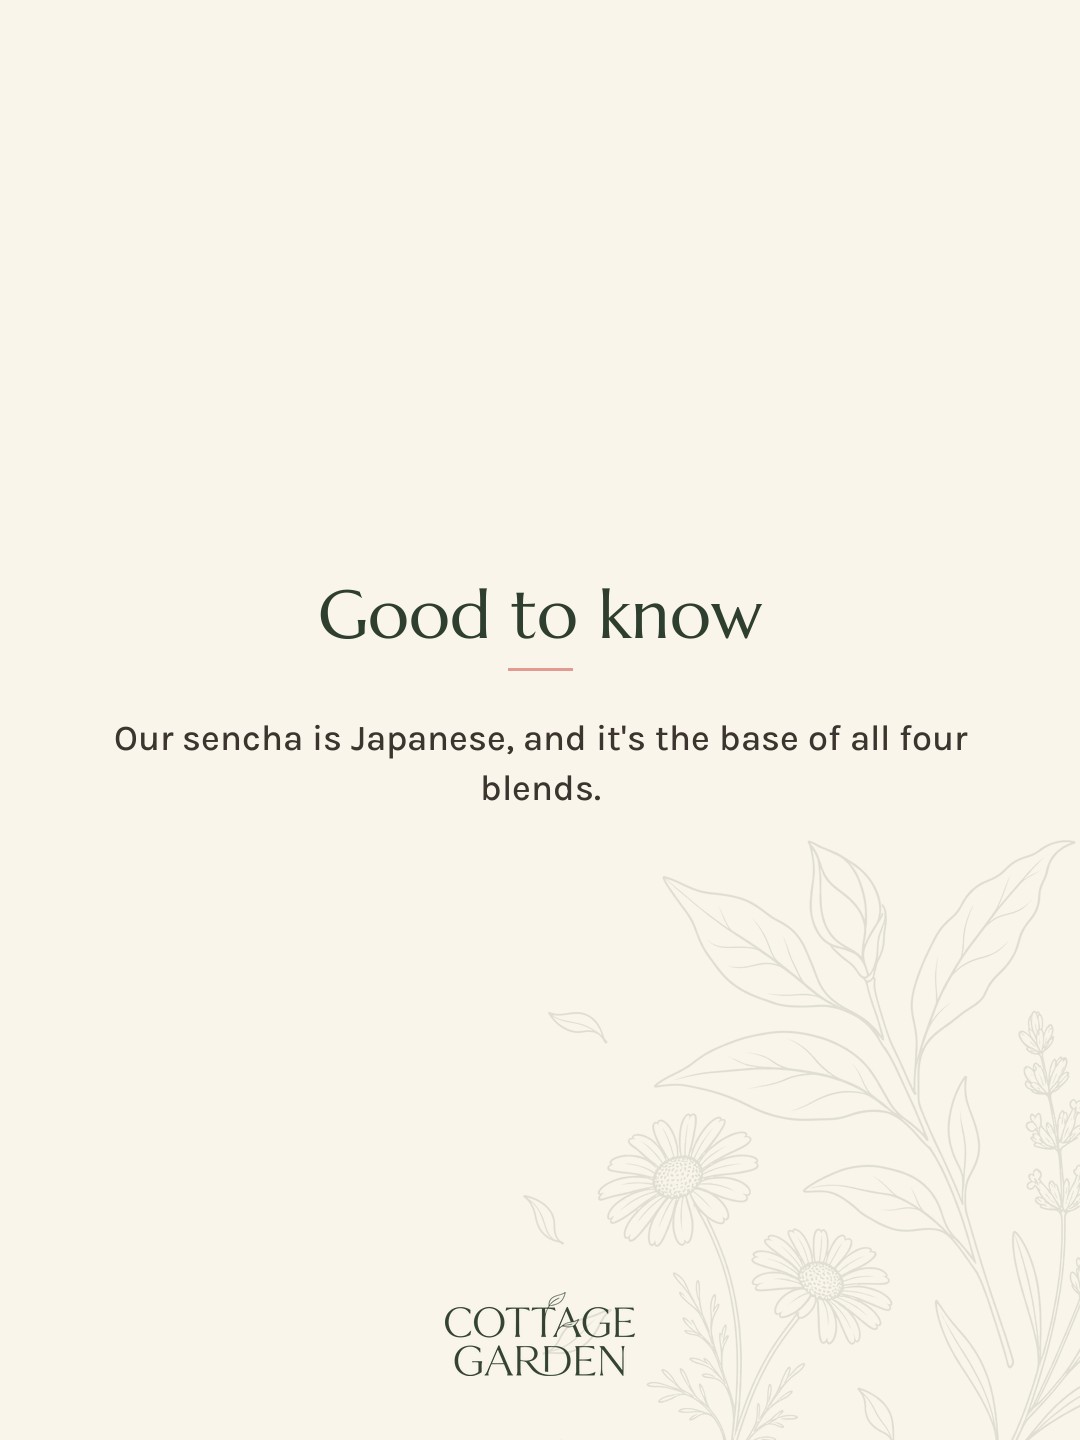 Good to know
Our sencha is Japanese, and it's the base of all four
blends.
COTTAGE
GARDEN